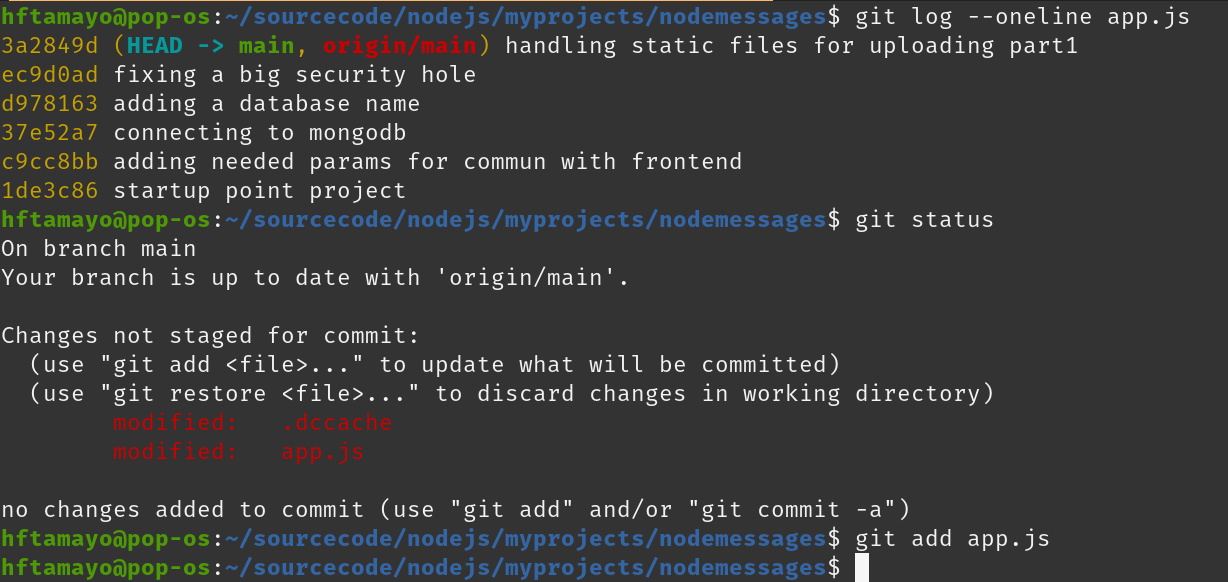 hftamayo@pop-os:~/sourcecode/nodejs/myprojects/nodemessages$ git log --oneline app.js
3a2849d (HEAD -> main, origin/main) handling static files for uploading part1
ec9d0ad fixing a big security hole
d978163 adding a database name
37e52a7 connecting to mongodb
c9cc8bb adding needed params for commun with frontend
1de3c86 startup point project
hftamayo@pop-os:~/sourcecode/nodejs/myprojects/nodemessages$ git status
On branch main
Your branch is up to date with 'origin/main'.

Changes not staged for commit:
  (use "git add <file>..." to update what will be committed)
  (use "git restore <file>..." to discard changes in working directory)
        modified:   .dccache
        modified:   app.js

no changes added to commit (use "git add" and/or "git commit -a")
hftamayo@pop-os:~/sourcecode/nodejs/myprojects/nodemessages$ git add app.js
hftamayo@pop-os:~/sourcecode/nodejs/myprojects/nodemessages$